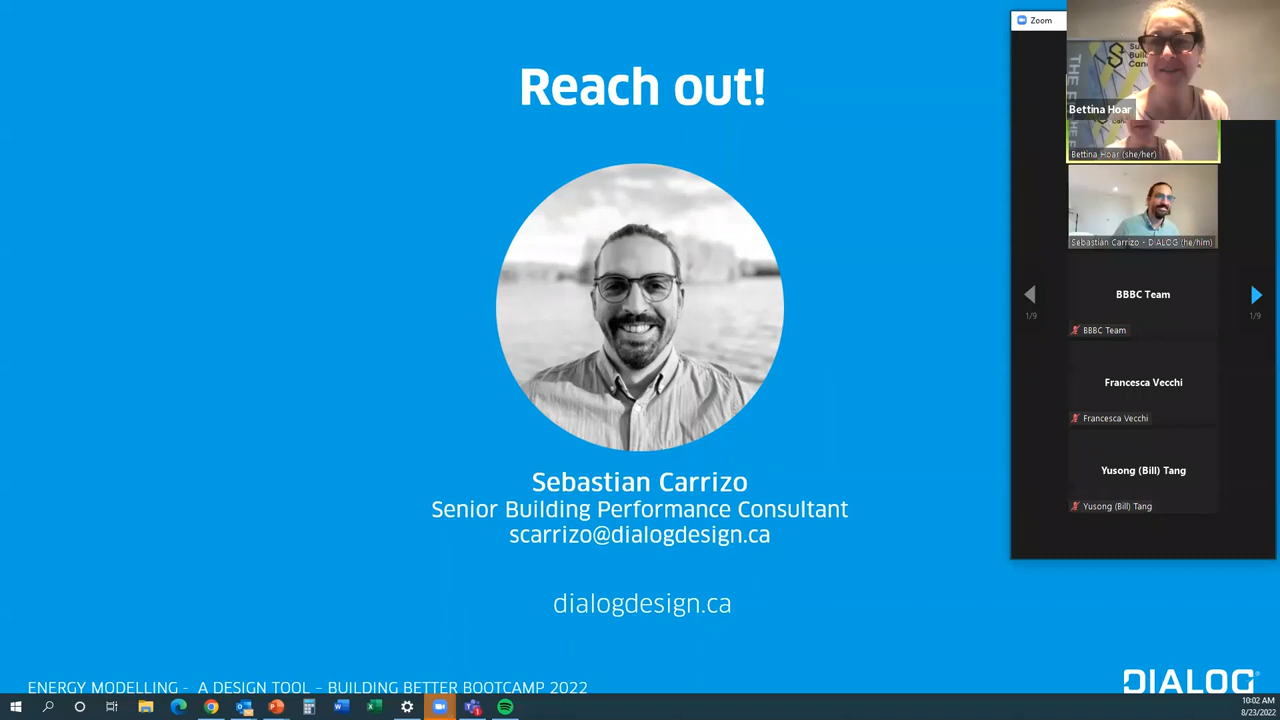 Reach out!
Sebastian Carrizo
Senior Building Performance Consultant
scarrizo@dialogdesign.ca
dialogdesign.ca
ENERGY MODELLING - A DESIGN TOOL – BUILDING BETTER BOOTCAMP 2022
DIALOG
Zoom
Bettina Hoar
Bettina Hoar (she/her)
Sebastian Carrizo - DIALOG (he/him)
BBBC Team
BBBC Team
1/9
1/9
Francesca Vecchi
Francesca Vecchi
Yusong (Bill) Tang
Yusong (Bill) Tang
10:02 AM
8/23/2022